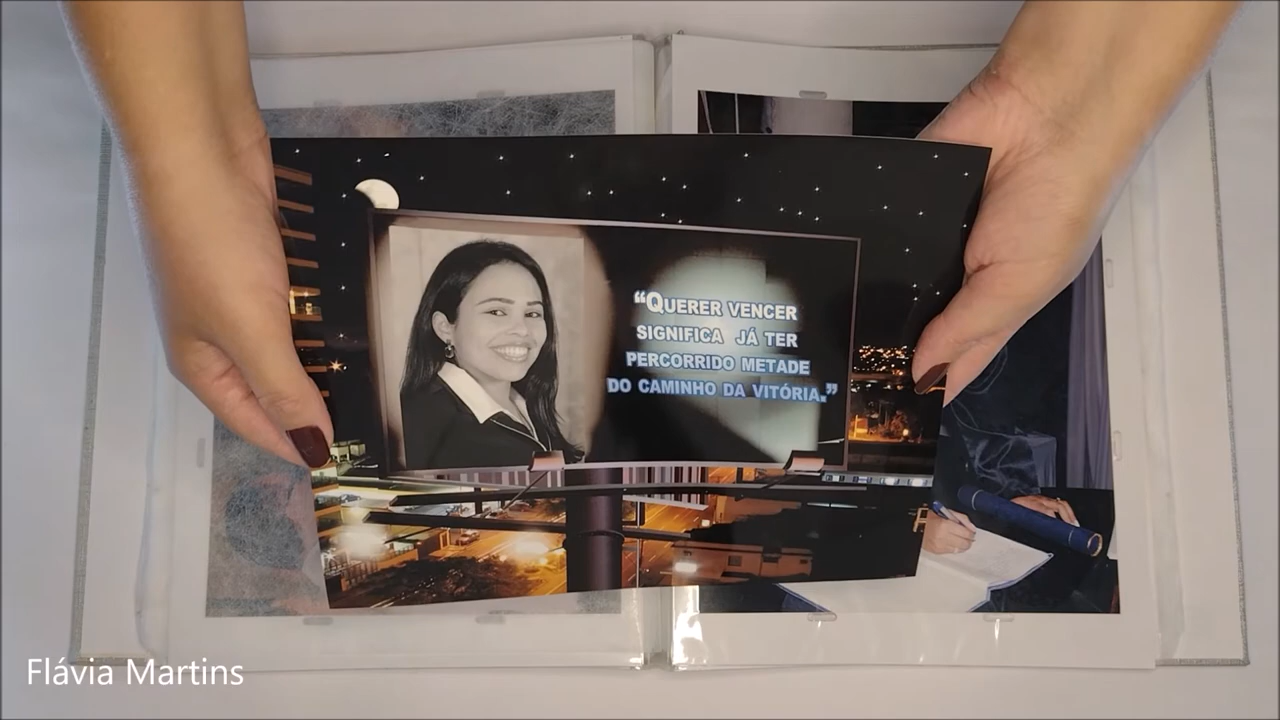 “QUERER VENCER
SIGNIFICA JÁ TER
PERCORRIDO METADE
DO CAMINHO DA VITÓRIA.”
Flávia Martins